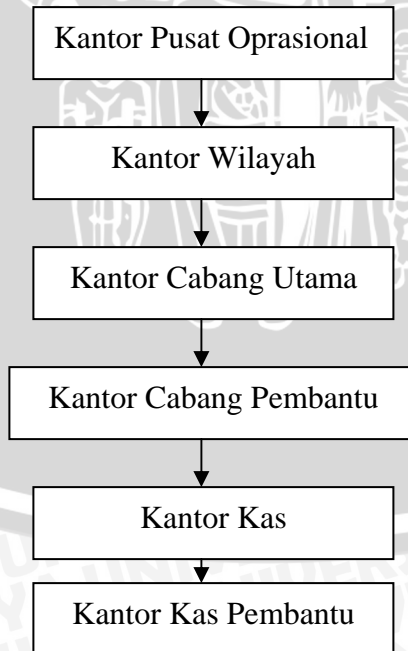 Kantor Pusat Oprasional
Kantor Wilayah
Kantor Cabang Utama
Kantor Cabang Pembantu
Kantor Kas
Kantor Kas Pembantu